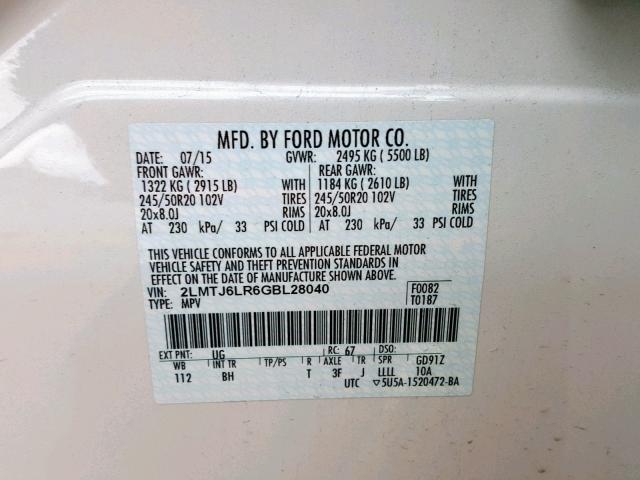 MFD. BY FORD MOTOR CO.
DATE: 07/15 GVWR: 2495 KG ( 5500 LB)
FRONT GAWR: REAR GAWR:
1322 KG ( 2915 LB) WITH 1184 KG ( 2610 LB) WITH
245/50R20 102V TIRES 245/50R20 102V TIRES
20x8.0J RIMS 20x8.0J RIMS
AT 230 kPa/ 33 PSI COLD AT 230 kPa/ 33 PSI COLD
THIS VEHICLE CONFORMS TO ALL APPLICABLE FEDERAL MOTOR
VEHICLE SAFETY AND THEFT PREVENTION STANDARDS IN
EFFECT ON THE DATE OF MANUFACTURE SHOWN ABOVE.
VIN: 2LMTJ6LR6GBL28040 F0082
TYPE: MPV T0187
EXT PNT: UG RC: 67 DSO:
WB INT TR TP/PS R AXLE TR SPR GD91Z
112 BH T 3F J LLLL 10A
UTC ▽5U5A-1520472-BA